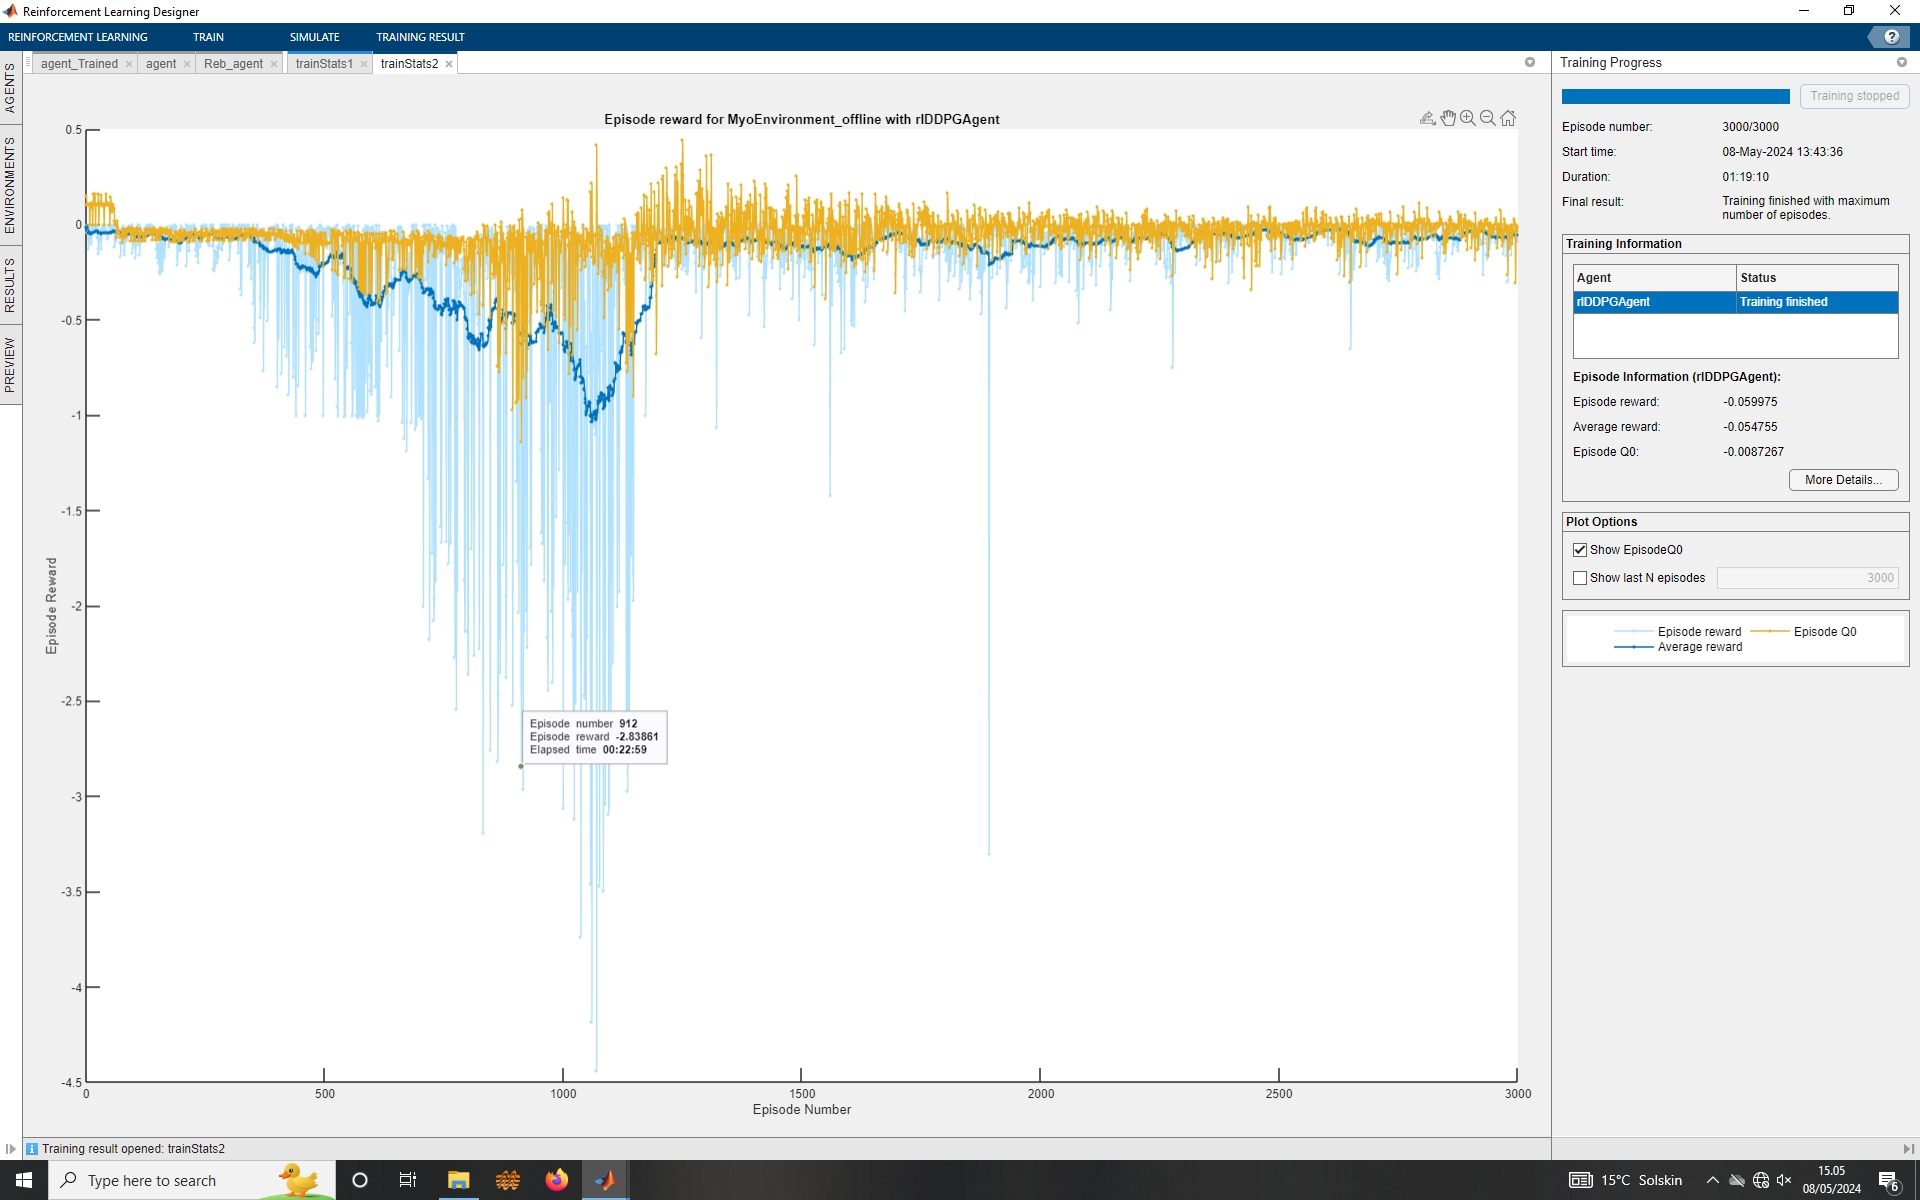 Reinforcement Learning Designer
REINFORCEMENT LEARNING TRAIN SIMULATE TRAINING RESULT
?
AGENTS
ENVIRONMENTS
RESULTS
PREVIEW
agent_Trained agent Reb_agent trainStats1 trainStats2
Episode reward for MyoEnvironment_offline with rlDDPGAgent
Episode Reward
0.5
0
-0.5
-1
-1.5
-2
-2.5
-3
-3.5
-4
-4.5
Episode number 912
Episode reward -2.83861
Elapsed time 00:22:59
0 500 1000 1500 2000 2500 3000
Episode Number
Training Progress
Training stopped
Episode number: 3000/3000
Start time: 08-May-2024 13:43:36
Duration: 01:19:10
Final result: Training finished with maximum
number of episodes.
Training Information
Agent Status
rlDDPGAgent Training finished
Episode Information (rlDDPGAgent):
Episode reward: -0.059975
Average reward: -0.054755
Episode Q0: -0.0087267
More Details...
Plot Options
Show EpisodeQ0
Show last N episodes 3000
Episode reward Episode Q0
Average reward
Training result opened: trainStats2
Type here to search
15°C Solskin
15.05
08/05/2024
6